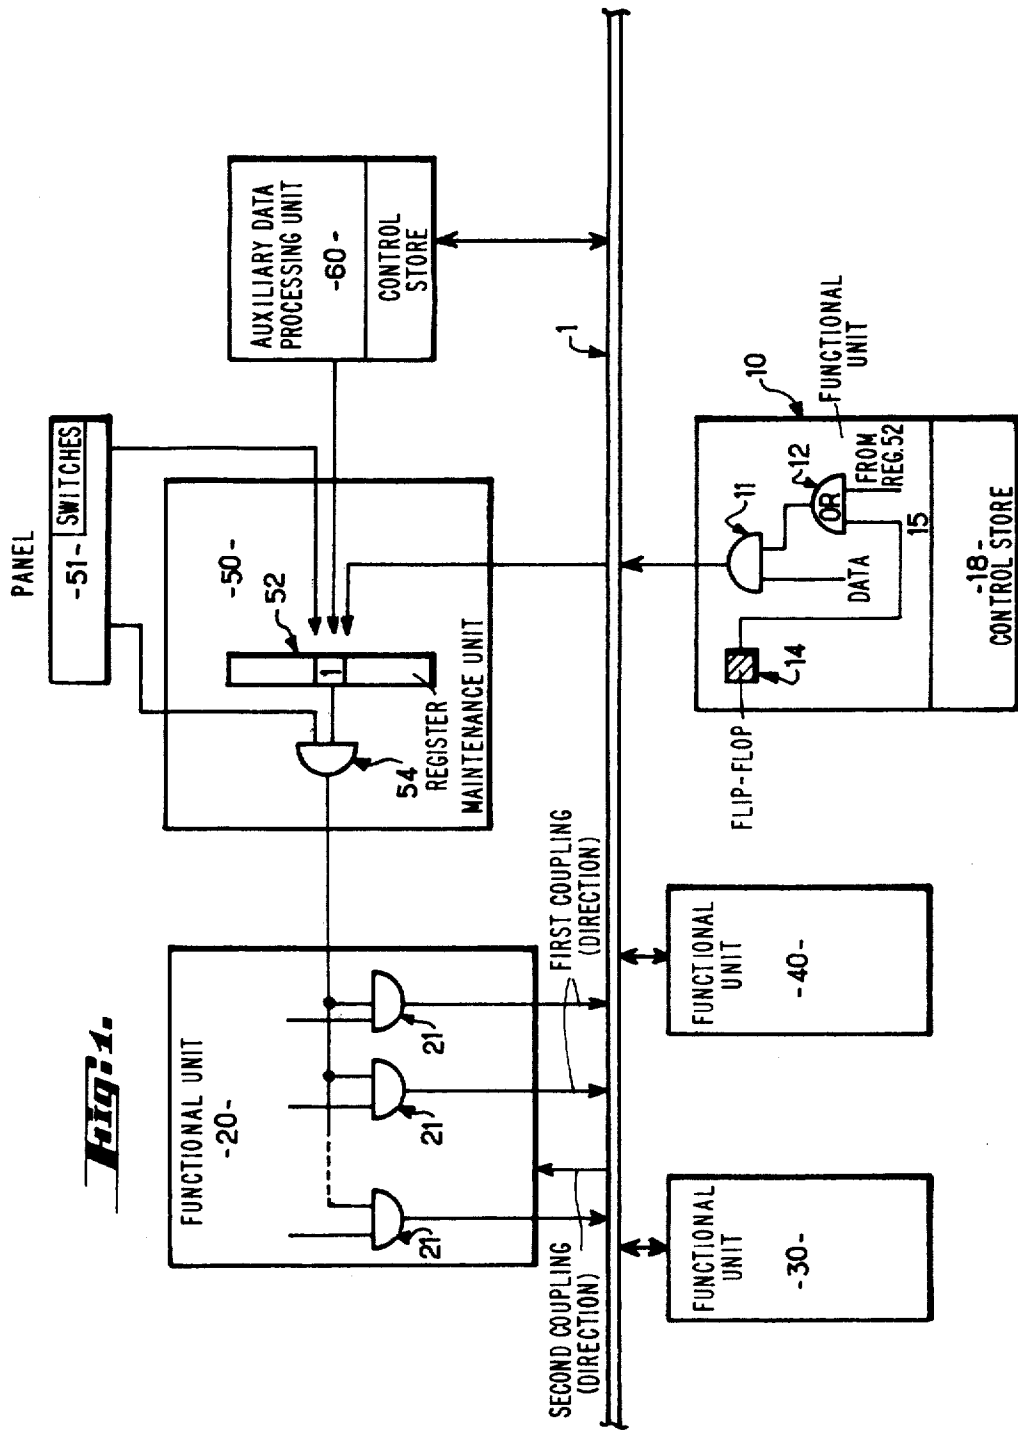 Fig. 1.
PANEL
-51-
SWITCHES
FUNCTIONAL UNIT
-20-
21
21
21
-50-
52
1
54
REGISTER
MAINTENANCE UNIT
AUXILIARY DATA
PROCESSING UNIT
-60-
CONTROL
STORE
SECOND COUPLING
(DIRECTION)
FIRST COUPLING
(DIRECTION)
1
FUNCTIONAL
UNIT
-30-
FUNCTIONAL
UNIT
-40-
FLIP-FLOP
14
DATA
11
OR
12
FROM
REG.52
15
10
FUNCTIONAL
UNIT
-18-
CONTROL STORE